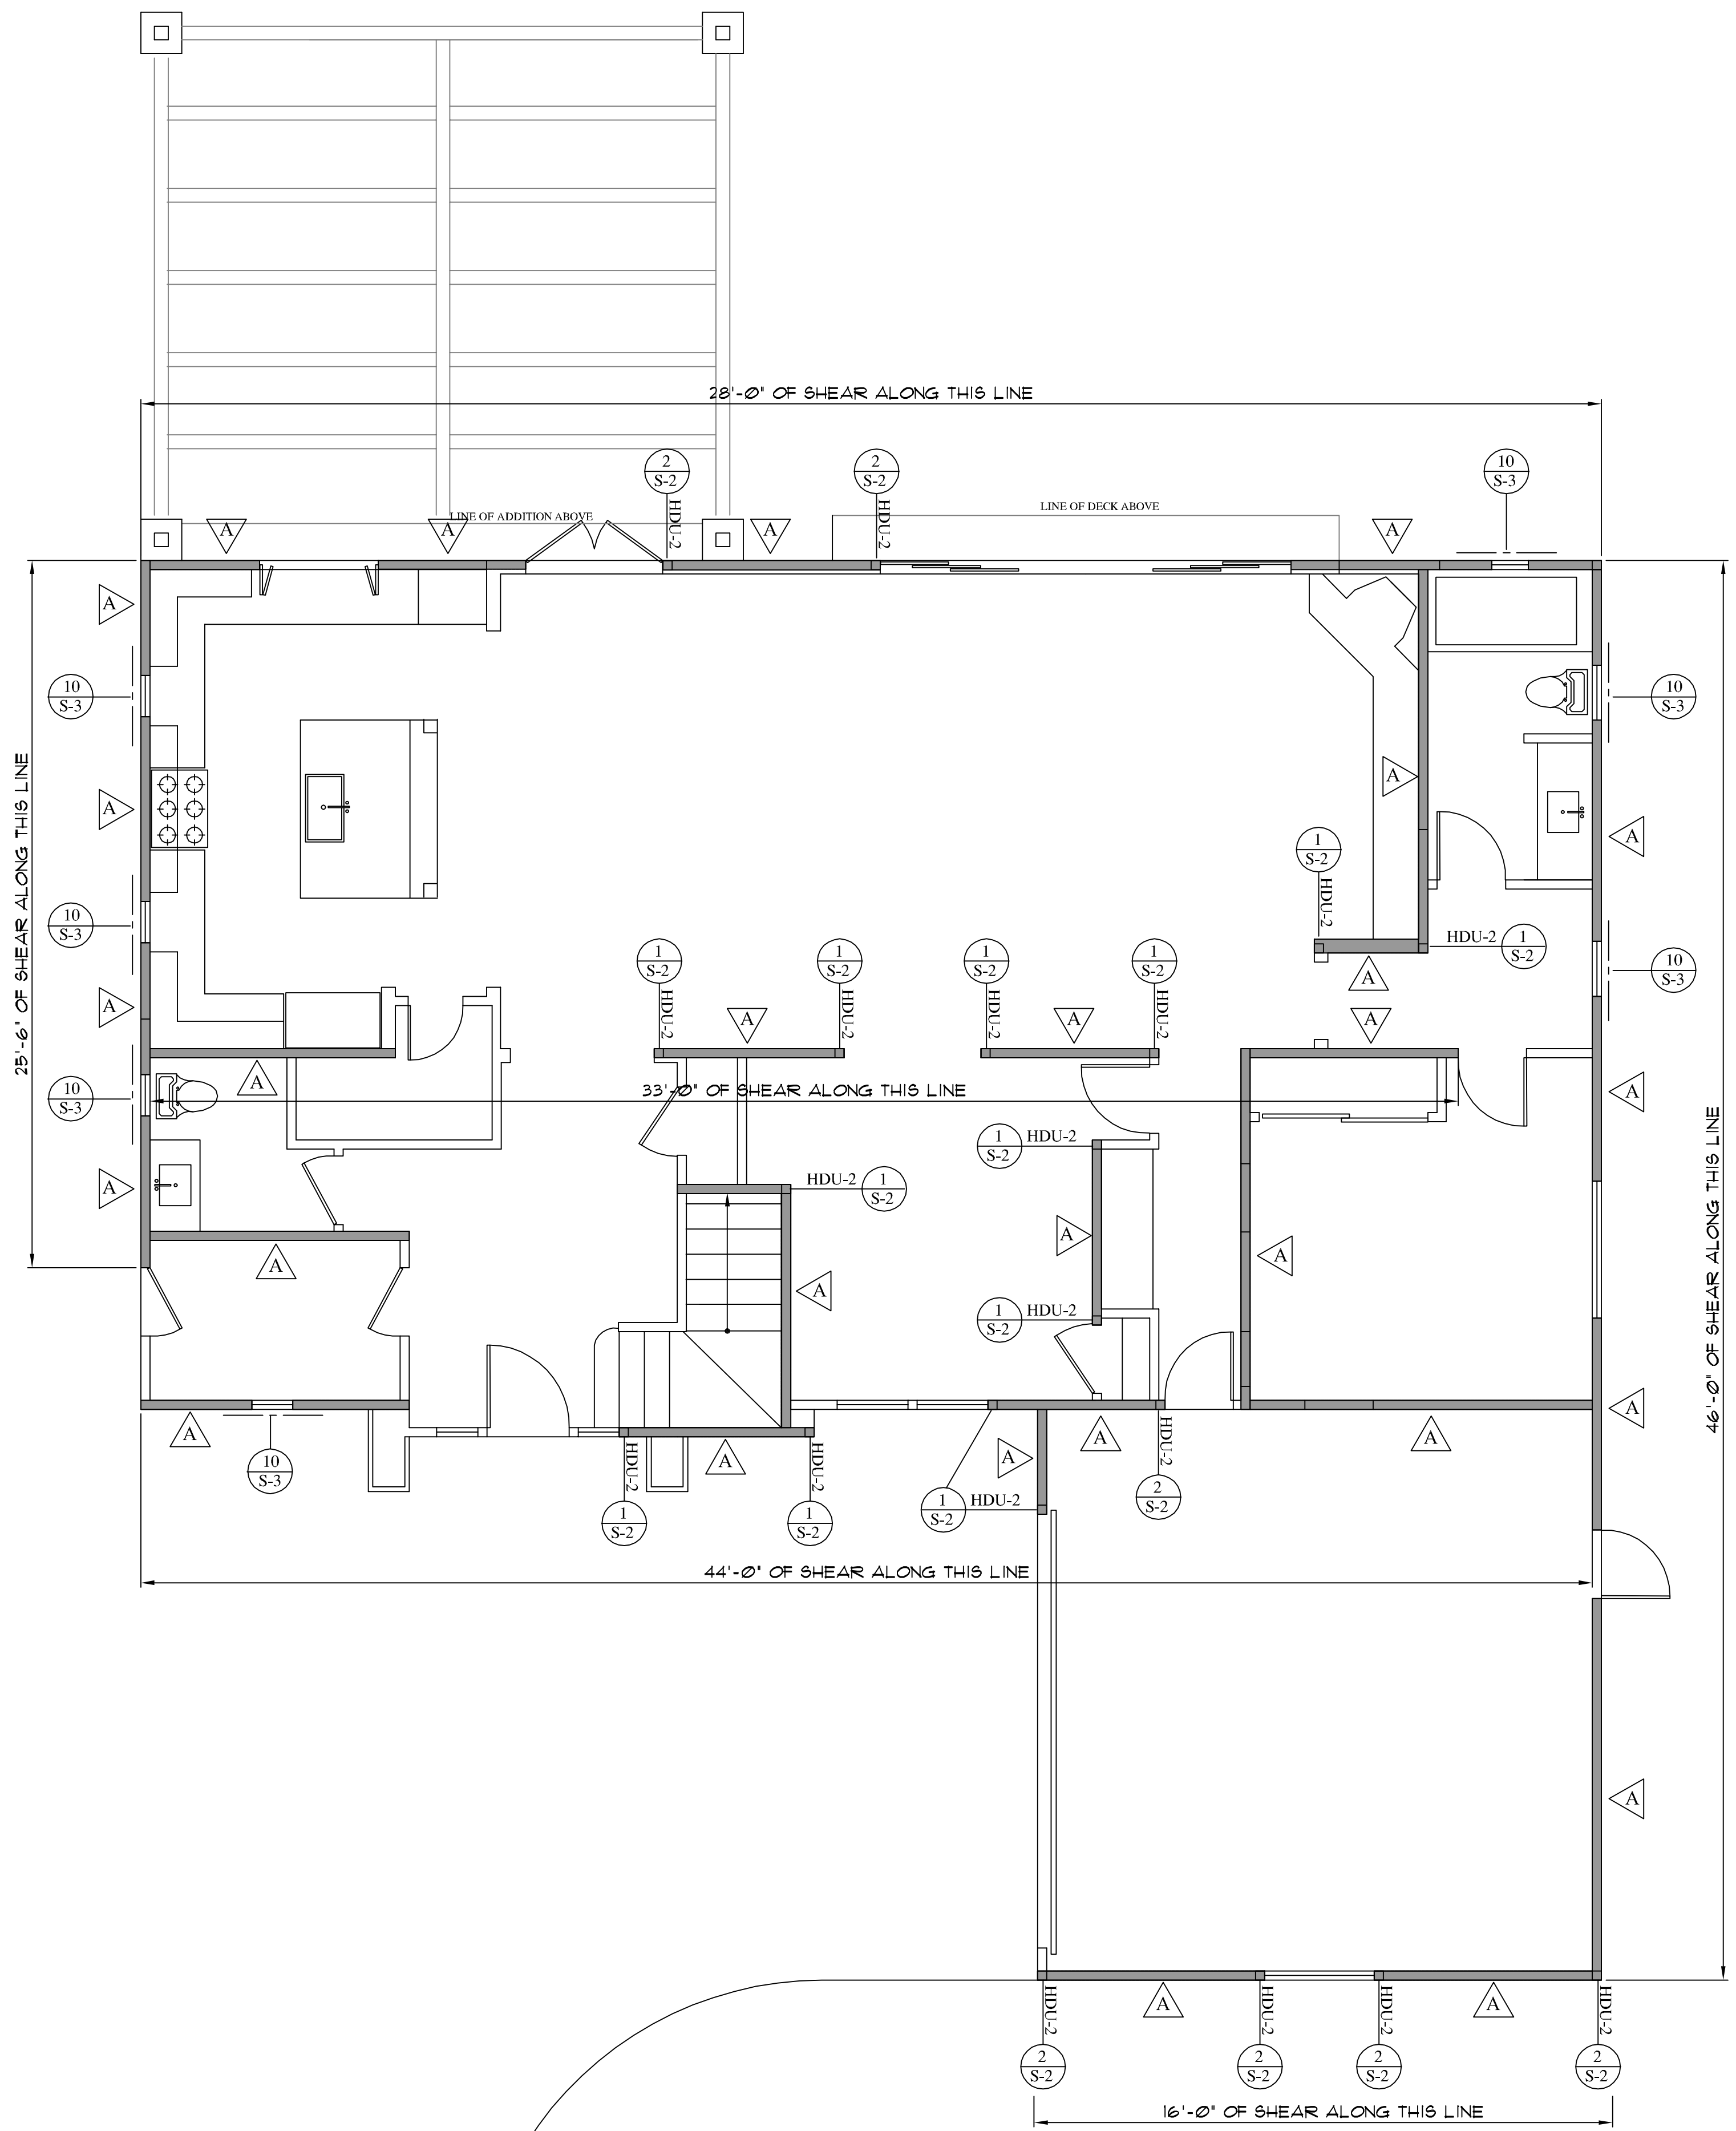 28'-0" OF SHEAR ALONG THIS LINE
2
S-2
HDU-2
2
S-2
HDU-2
10
S-3
LINE OF ADDITION ABOVE
LINE OF DECK ABOVE
A
A
A
A
A
10
S-3
10
S-3
A
A
A
25'-6" OF SHEAR ALONG THIS LINE
1
S-2
HDU-2
10
S-3
HDU-2
1
S-2
10
S-3
1
S-2
HDU-2
1
S-2
HDU-2
1
S-2
HDU-2
1
S-2
HDU-2
A
A
A
A
A
A
33'-0" OF SHEAR ALONG THIS LINE
10
S-3
A
1
S-2
HDU-2
HDU-2
1
S-2
A
A
A
A
A
1
S-2
HDU-2
46'-0" OF SHEAR ALONG THIS LINE
A
A
A
A
A
A
10
S-3
HDU-2
1
S-2
HDU-2
1
S-2
1
S-2
HDU-2
HDU-2
2
S-2
44'-0" OF SHEAR ALONG THIS LINE
A
A
A
HDU-2
2
S-2
HDU-2
2
S-2
HDU-2
2
S-2
HDU-2
2
S-2
16'-0" OF SHEAR ALONG THIS LINE